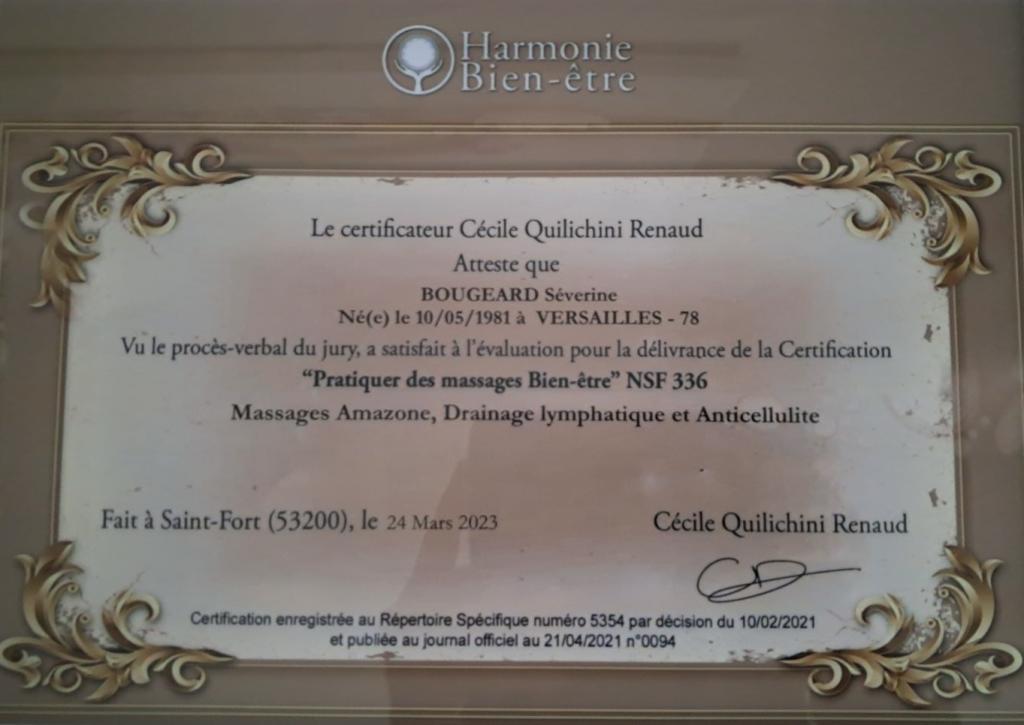 Harmonie
Bien-être
Le certificateur Cécile Quilichini Renaud
Atteste que
BOUGEARD Séverine
Né(e) le 10/05/1981 à VERSAILLES - 78
Vu le procès-verbal du jury, a satisfait à l'évaluation pour la délivrance de la Certification
“Pratiquer des massages Bien-être” NSF 336
Massages Amazone, Drainage lymphatique et Anticellulite
Fait à Saint-Fort (53200), le 24 Mars 2023
Cécile Quilichini Renaud
Certification enregistrée au Répertoire Spécifique numéro 5354 par décision du 10/02/2021
et publiée au journal officiel au 21/04/2021 n°0094